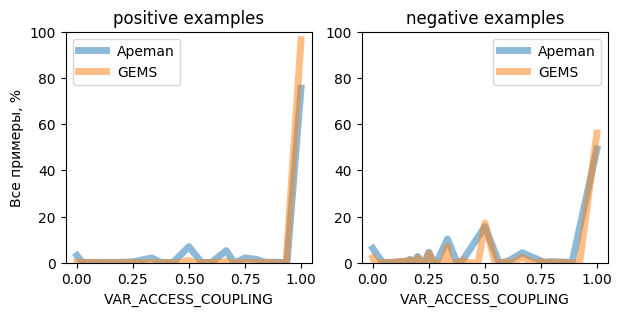 positive examples
negative examples
Apeman
GEMS
Apeman
GEMS
Все примеры, %
100
80
60
40
20
0
0.00 0.25 0.50 0.75 1.00
VAR_ACCESS_COUPLING
100
80
60
40
20
0
0.00 0.25 0.50 0.75 1.00
VAR_ACCESS_COUPLING